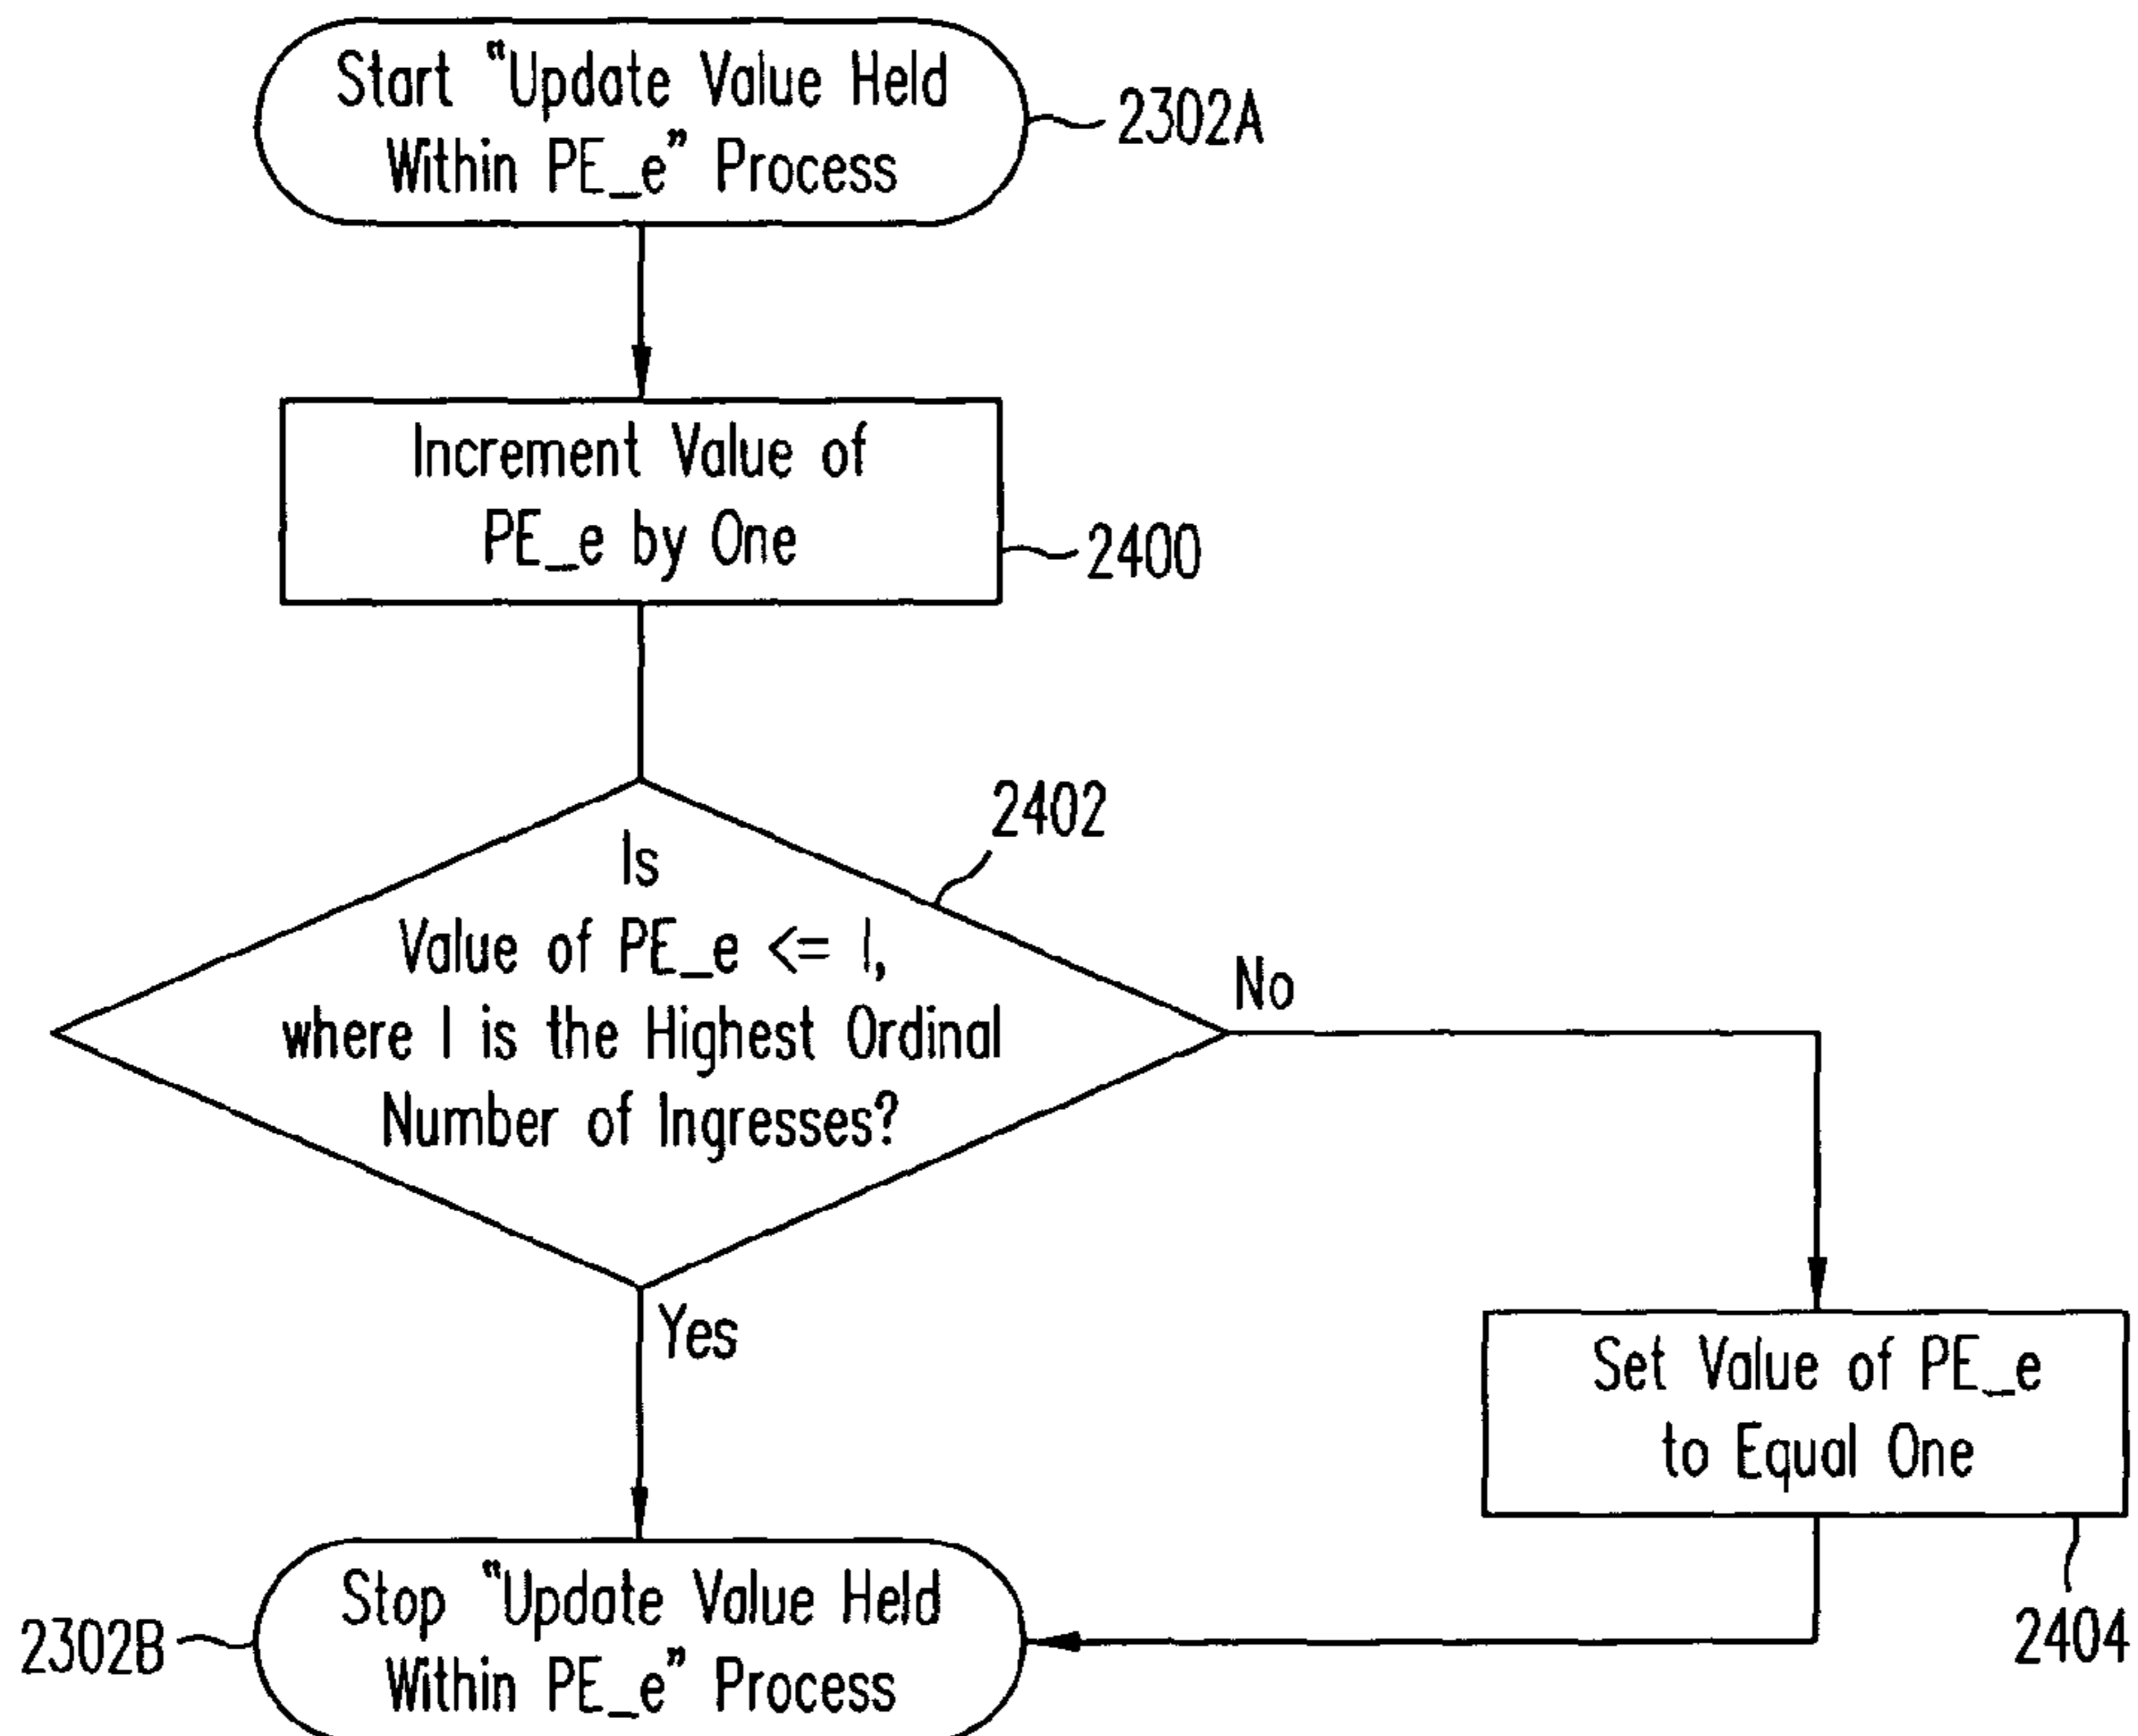 Start "Update Value Held
Within PE_e" Process
2302A
Increment Value of
PE_e by One
2400
2402
Is
Value of PE_e <= I,
where I is the Highest Ordinal
Number of Ingresses?
No
Yes
Set Value of PE_e
to Equal One
2404
Stop "Update Value Held
Within PE_e" Process
2302B